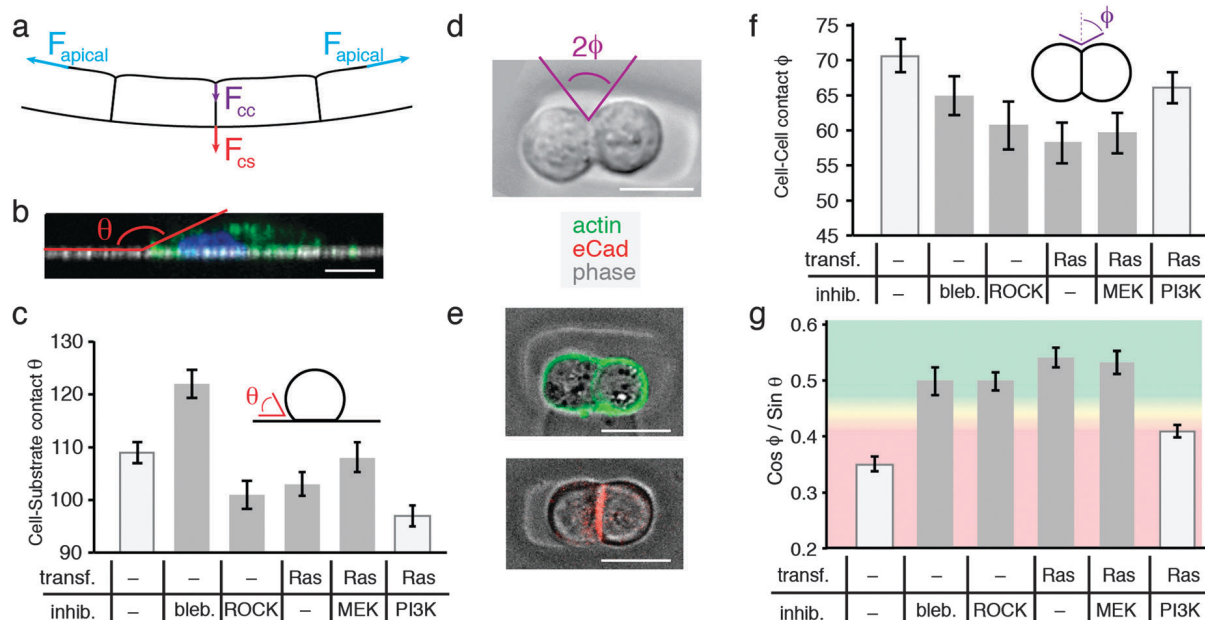 a
F apical
F apical
F cc
F cs
b
θ
c
Cell-Substrate contact θ
130
120
110
100
90
θ
transf. – – – Ras Ras Ras
inhib. – bleb. ROCK – MEK PI3K
d
2ϕ
actin
eCad
phase
e
f
Cell-Cell contact ϕ
75
70
65
60
55
50
45
ϕ
transf. – – – Ras Ras Ras
inhib. – bleb. ROCK – MEK PI3K
g
Cos ϕ / Sin θ
0.6
0.5
0.4
0.3
0.2
transf. – – – Ras Ras Ras
inhib. – bleb. ROCK – MEK PI3K